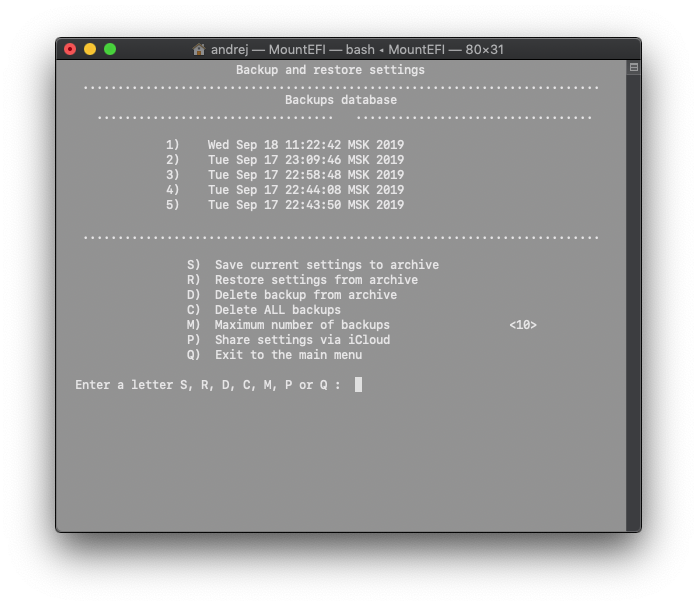 andrej — MountEFI — bash ◂ MountEFI — 80×31
Backup and restore settings
Backups database
1) Wed Sep 18 11:22:42 MSK 2019
2) Tue Sep 17 23:09:46 MSK 2019
3) Tue Sep 17 22:58:48 MSK 2019
4) Tue Sep 17 22:44:08 MSK 2019
5) Tue Sep 17 22:43:50 MSK 2019
S) Save current settings to archive
R) Restore settings from archive
D) Delete backup from archive
C) Delete ALL backups
M) Maximum number of backups <10>
P) Share settings via iCloud
Q) Exit to the main menu
Enter a letter S, R, D, C, M, P or Q :